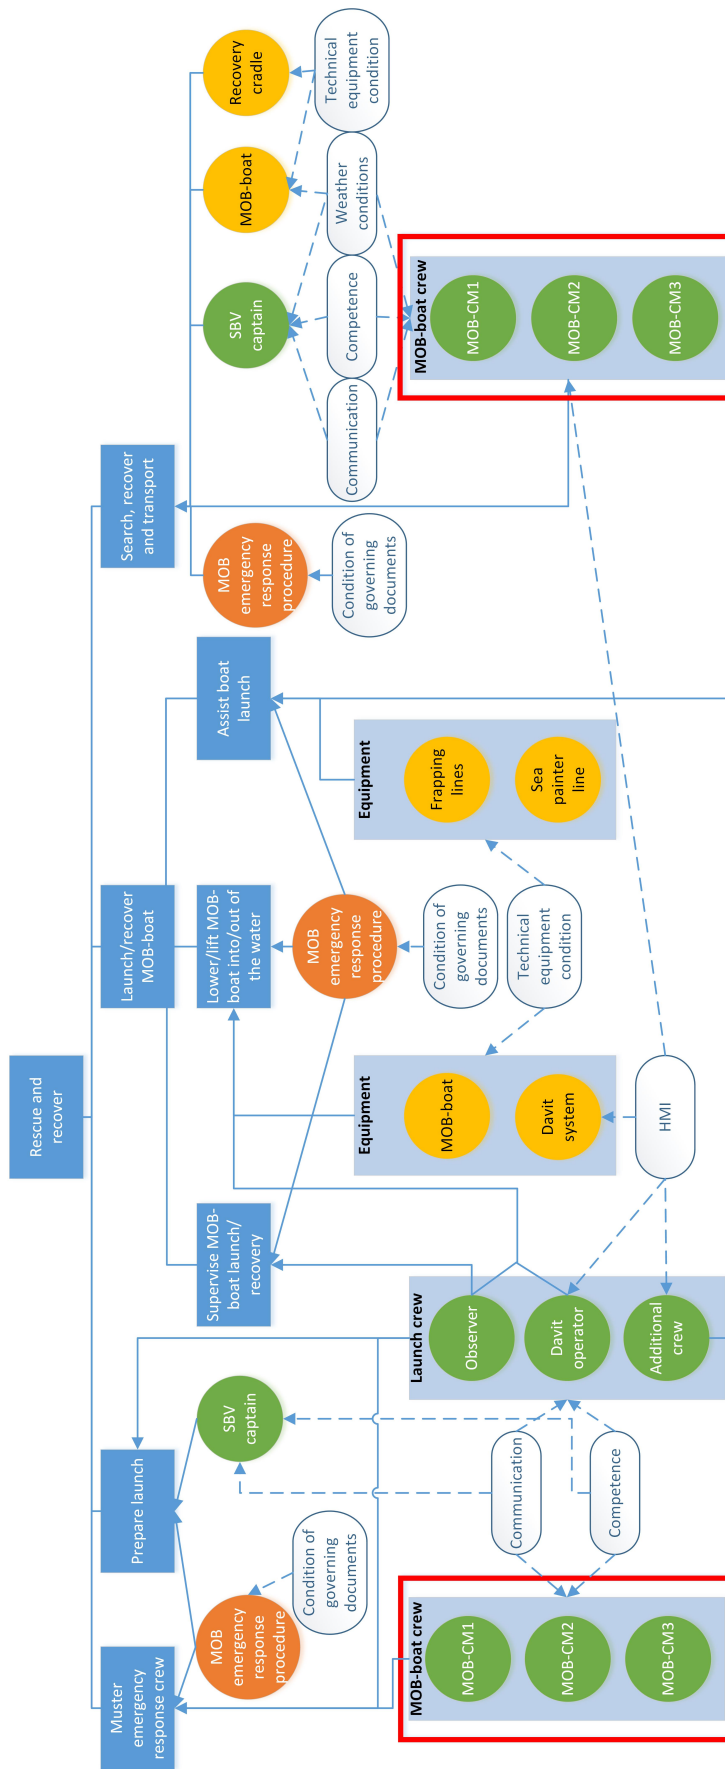 Rescue and
recover
Muster
emergency
response crew
Prepare launch
Launch/recover
MOB-boat
Search, recover
and transport
Supervise MOB-
boat launch/
recovery
Lower/lift MOB-
boat into/out of
the water
Assist boat
launch
MOB
emergency
response
procedure
Condition of
governing
documents
SBV
captain
MOB
emergency
response
procedure
Condition of
governing
documents
Technical
equipment
condition
MOB
emergency
response
procedure
Condition of
governing
documents
SBV
captain
MOB-boat
Recovery
cradle
Communication
Competence
Weather
conditions
Technical
equipment
condition
MOB-boat crew
MOB-CM1
MOB-CM2
MOB-CM3
Communication
Competence
Launch crew
Observer
Davit
operator
Additional
crew
HMI
Equipment
MOB-boat
Davit
system
Equipment
Frapping
lines
Sea
painter
line
MOB-boat crew
MOB-CM1
MOB-CM2
MOB-CM3